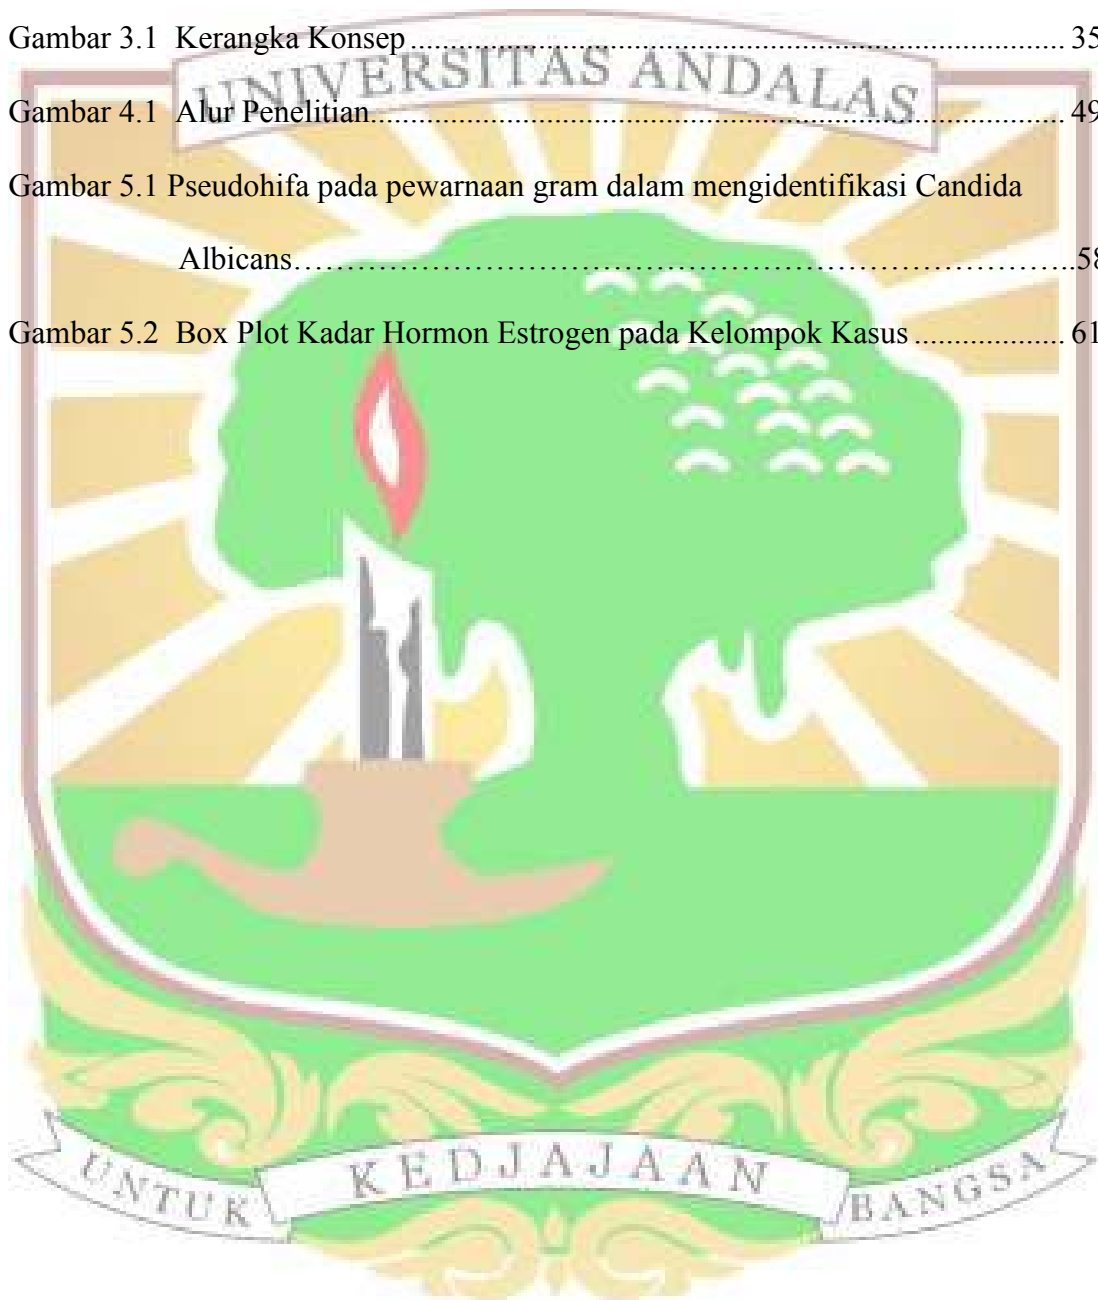 Gambar 3.1 Kerangka Konsep................................................................................ 35
UNIVERSITAS ANDALAS
Gambar 4.1 Alur Penelitian..................................................................................... 49
Gambar 5.1 Pseudohifa pada pewarnaan gram dalam mengidentifikasi Candida
Albicans……………………………………………………………………..58
Gambar 5.2 Box Plot Kadar Hormon Estrogen pada Kelompok Kasus ................... 61
UNTUK KEDJAJAAN BANGSA